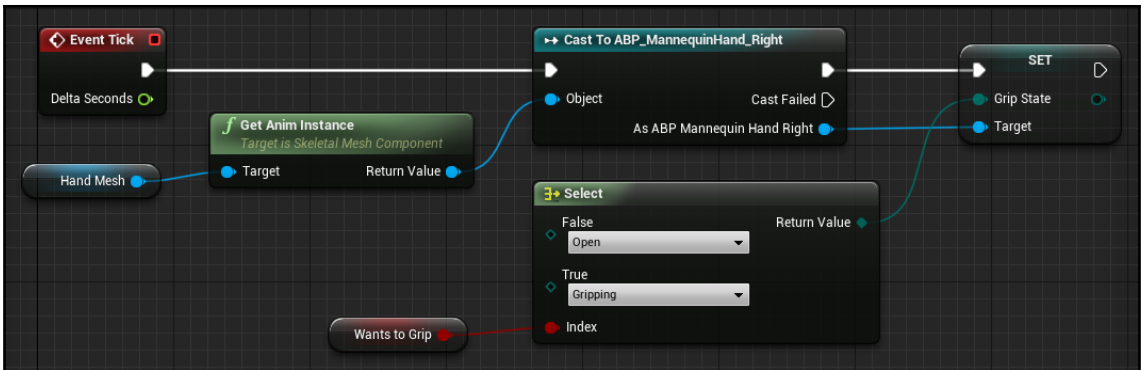 Event Tick
Delta Seconds
Hand Mesh
f Get Anim Instance
Target is Skeletal Mesh Component
Target Return Value
Cast To ABP_MannequinHand_Right
Object Cast Failed
As ABP Mannequin Hand Right
SET
Grip State
Target
Select
False Return Value
Open
True
Gripping
Index
Wants to Grip